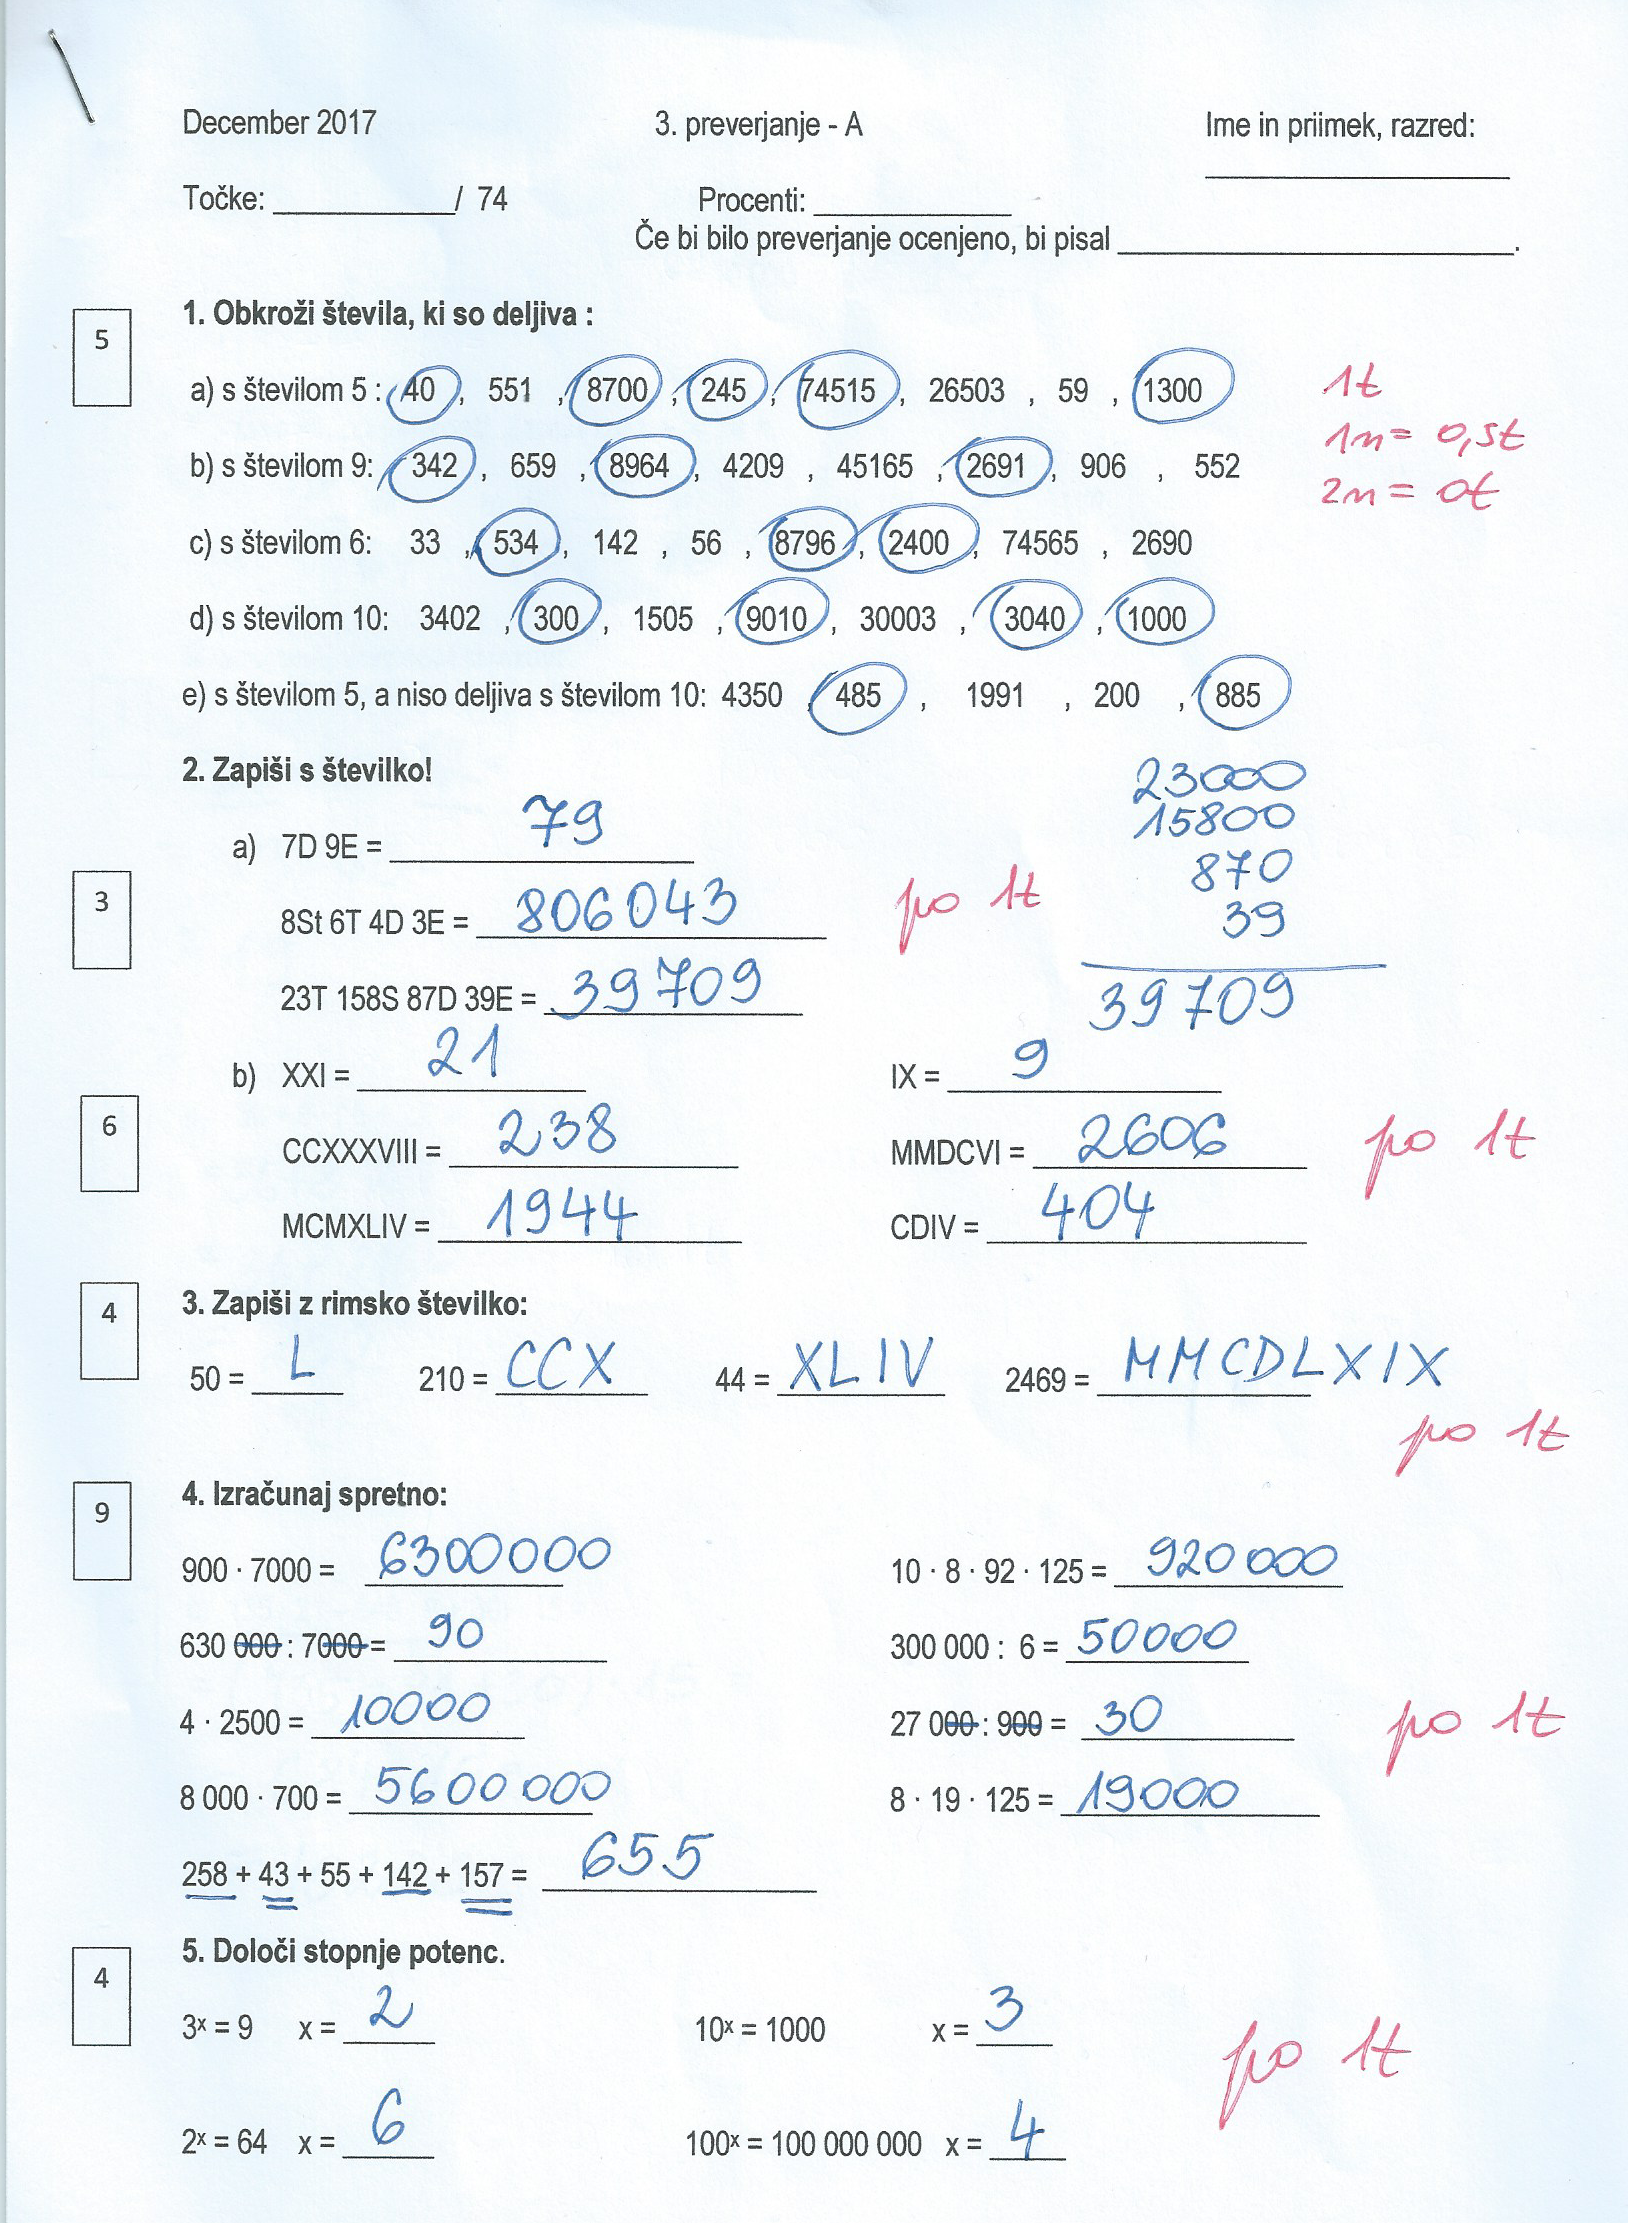 December 2017 3. preverjanje - A Ime in priimek, razred:
Točke: ___________/ 74 Procenti: ____________
Če bi bilo preverjanje ocenjeno, bi pisal ________________________.
5
1. Obkroži števila, ki so deljiva :
a) s številom 5 : 40 , 551 , 8700 , 245 , 74515 , 26503 , 59 , 1300 1t
1n = 0,5t
b) s številom 9: 342 , 659 , 8964 , 4209 , 45165 , 2691 , 906 , 552
2n = 0t
c) s številom 6: 33 , 534 , 142 , 56 , 8796 , 2400 , 74565 , 2690
d) s številom 10: 3402 , 300 , 1505 , 9010 , 30003 , 3040 , 1000
e) s številom 5, a niso deljiva s številom 10: 4350 , 485 , 1991 , 200 , 885
2. Zapiši s številko!
23000
15800
870
39
39709
a) 7D 9E = 79
3
8St 6T 4D 3E = 806043 po 1t
23T 158S 87D 39E = 39709
b) XXI = 21 IX = 9
6
CCXXXVIII = 238 MMDCVI = 2606 po 1t
MCMXLIV = 1944 CDIV = 404
4
3. Zapiši z rimsko številko:
50 = L 210 = CCX 44 = XLIV 2469 = MMCDLXIX
po 1t
9
4. Izračunaj spretno:
900 · 7000 = 6300000 10 · 8 · 92 · 125 = 920000
630 000 : 7000 = 90 300 000 : 6 = 50000
4 · 2500 = 10000 27 000 : 900 = 30 po 1t
8 000 · 700 = 5600000 8 · 19 · 125 = 19000
258 + 43 + 55 + 142 + 157 = 655
4
5. Določi stopnje potenc.
3ˣ = 9 x = 2 10ˣ = 1000 x = 3
po 1t
2ˣ = 64 x = 6 100ˣ = 100 000 000 x = 4